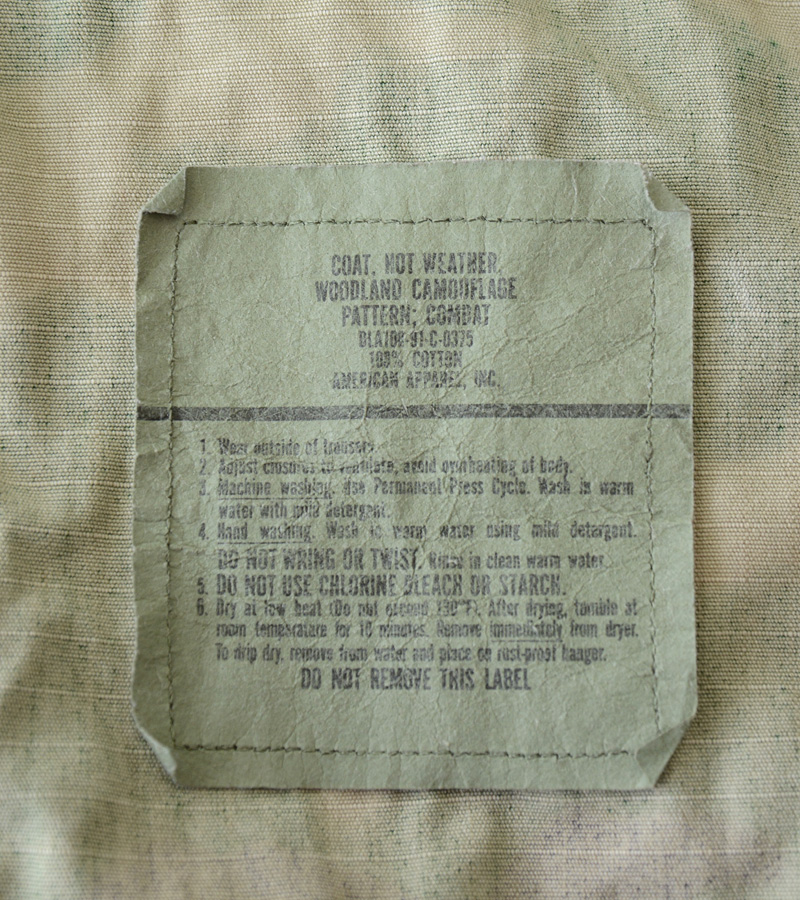 COAT, HOT WEATHER,
WOODLAND CAMOUFLAGE
PATTERN; COMBAT
DLA100-91-C-0375
100% COTTON
AMERICAN APPAREL, INC.
1. Wear outside of trousers.
2. Adjust closures to ventilate, avoid overheating of body.
3. Machine washing. Use Permanent Press Cycle. Wash in warm
water with mild detergent.
4. Hand washing. Wash in warm water using mild detergent.
DO NOT WRING OR TWIST. Rinse in clean warm water.
5. DO NOT USE CHLORINE BLEACH OR STARCH.
6. Dry at low heat (Do not exceed 130°F). After drying, tumble at
room temperature for 10 minutes. Remove immediately from dryer.
To drip dry, remove from water and place on rust-proof hanger.
DO NOT REMOVE THIS LABEL